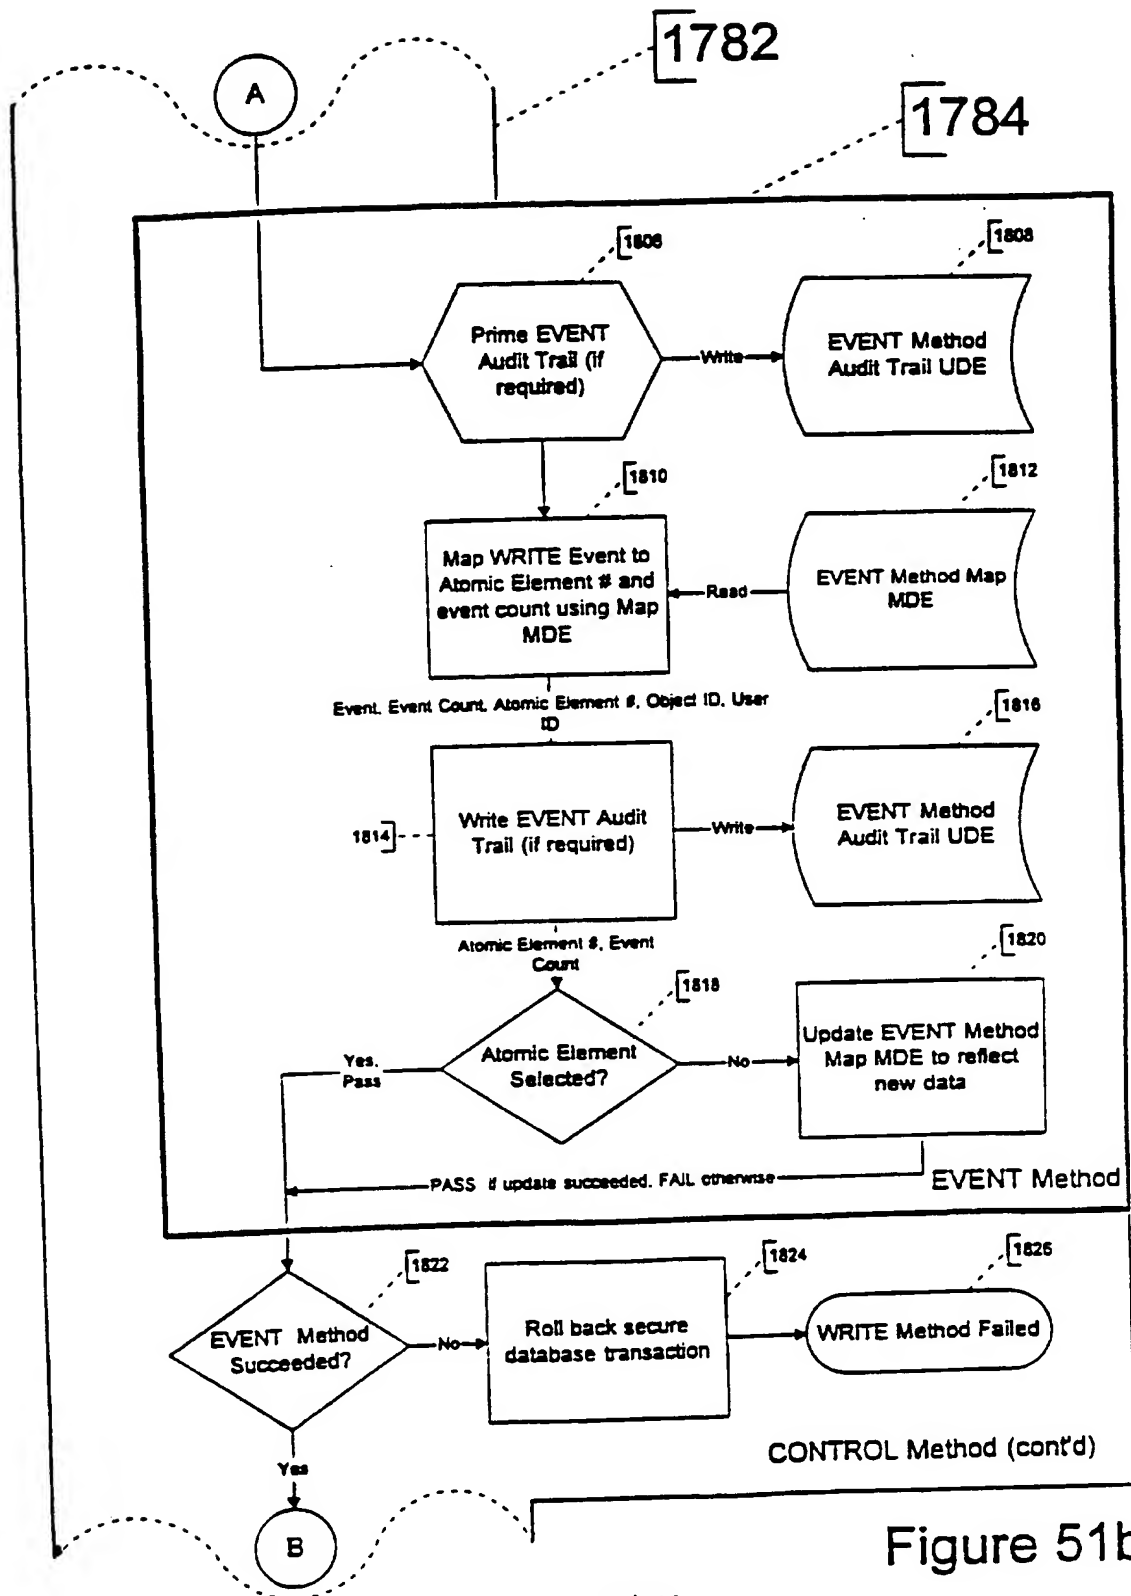 1782
A
1784
1806
1808
Prime EVENT
Audit Trail (if
required)
Write
EVENT Method
Audit Trail UDE
1810
1812
Map WRITE Event to
Atomic Element # and
event count using Map
MDE
Read
EVENT Method Map
MDE
Event, Event Count, Atomic Element #, Object ID, User
ID
1816
1814
Write EVENT Audit
Trail (if required)
Write
EVENT Method
Audit Trail UDE
Atomic Element #, Event
Count
1818
1820
Yes,
Pass
Atomic Element
Selected?
No
Update EVENT Method
Map MDE to reflect
new data
PASS if update succeeded, FAIL otherwise
EVENT Method
1822
1824
1826
EVENT Method
Succeeded?
No
Roll back secure
database transaction
WRITE Method Failed
Yes
CONTROL Method (cont'd)
B
Figure 51b